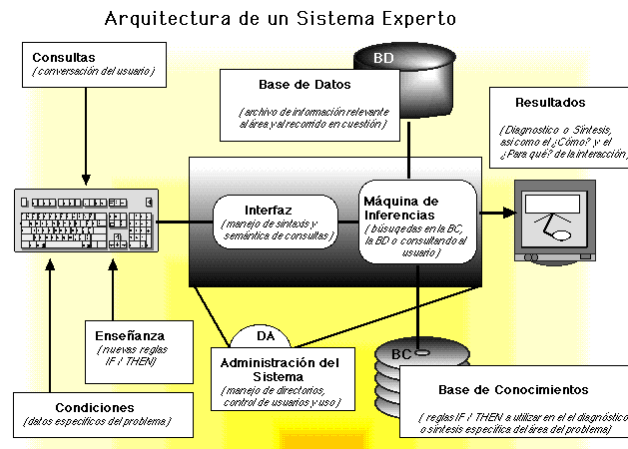 Arquitectura de un Sistema Experto
Consultas
(conversación del usuario)
BD
Base de Datos
(archivo de información relevante
al área y al recorrido en cuestión)
Resultados
(Diagnostico o Síntesis,
asi como el ¿Cómo? y el
¿Para qué? de la interacción)
Interfaz
(manejo de sintaxis y
semántica de consultas)
Máquina de
Inferencias
(búsuqedas en la BC,
la BD o consultando al
usuario)
Enseñanza
(nuevas reglas
IF / THEN)
DA
Administración del
Sistema
(manejo de directorios,
control de usuarios y uso)
BC
Base de Conocimientos
( reglas IF / THEN a utilizar en el el diagnóstico
o síntesis específica del área del problema)
Condiciones
(datos específicos del problema)